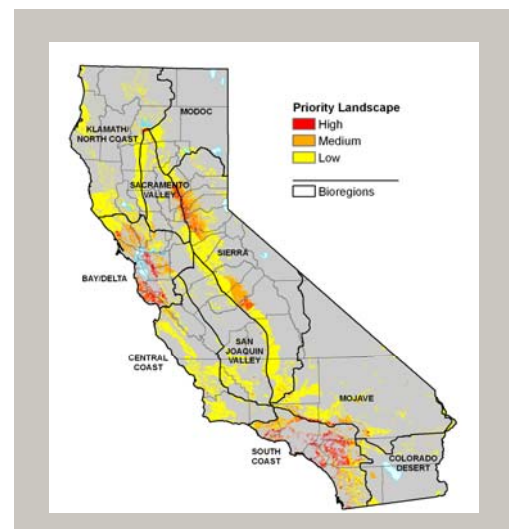 MODOC
KLAMATH/
NORTH COAST
Priority Landscape
High
Medium
Low
Bioregions
SACRAMENTO
VALLEY
SIERRA
BAY/DELTA
SAN
JOAQUIN
VALLEY
CENTRAL
COAST
MOJAVE
SOUTH
COAST
COLORADO
DESERT